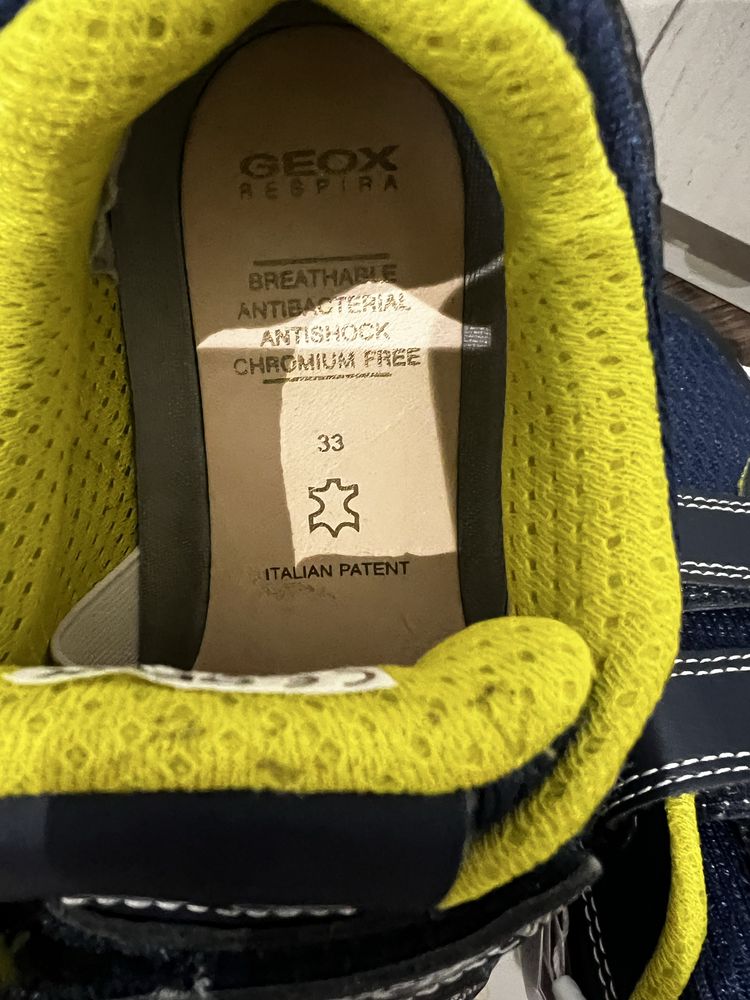 GEOX
RESPIRA
BREATHABLE
ANTIBACTERIAL
ANTISHOCK
CHROMIUM FREE
33
ITALIAN PATENT